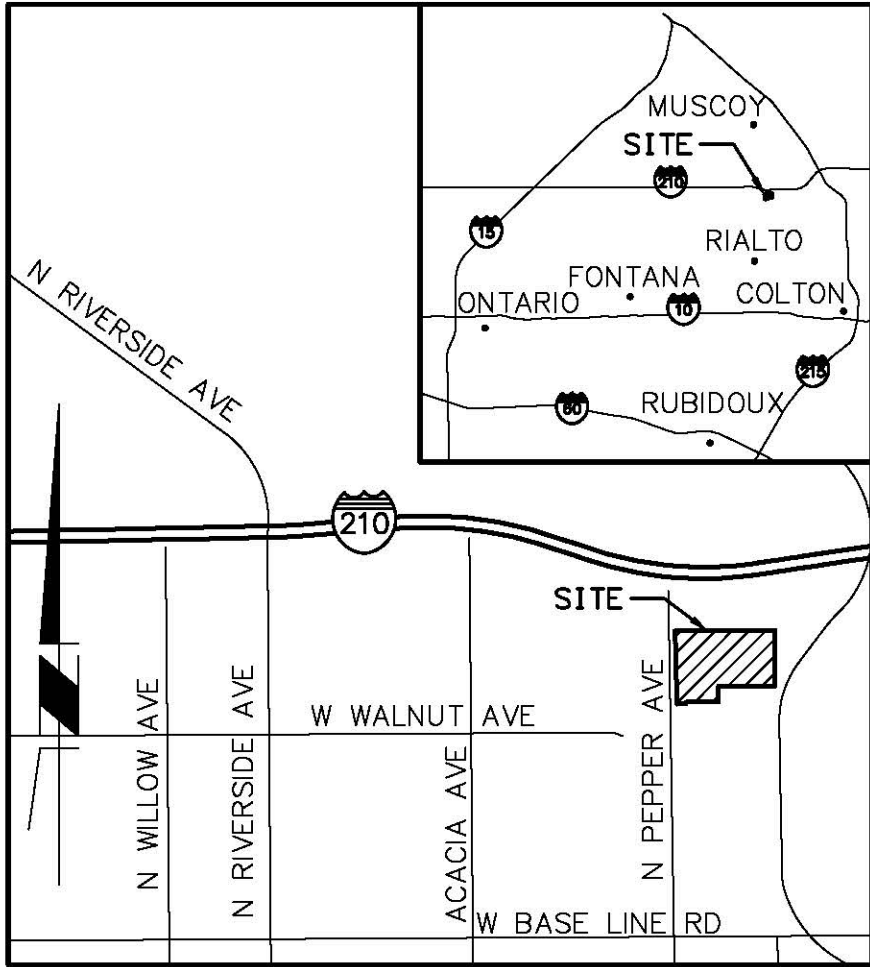 MUSCOY
SITE
210
15
RIALTO
FONTANA
COLTON
ONTARIO
10
215
60
RUBIDOUX
N RIVERSIDE AVE
210
SITE
N WILLOW AVE
N RIVERSIDE AVE
W WALNUT AVE
ACACIA AVE
N PEPPER AVE
W BASE LINE RD